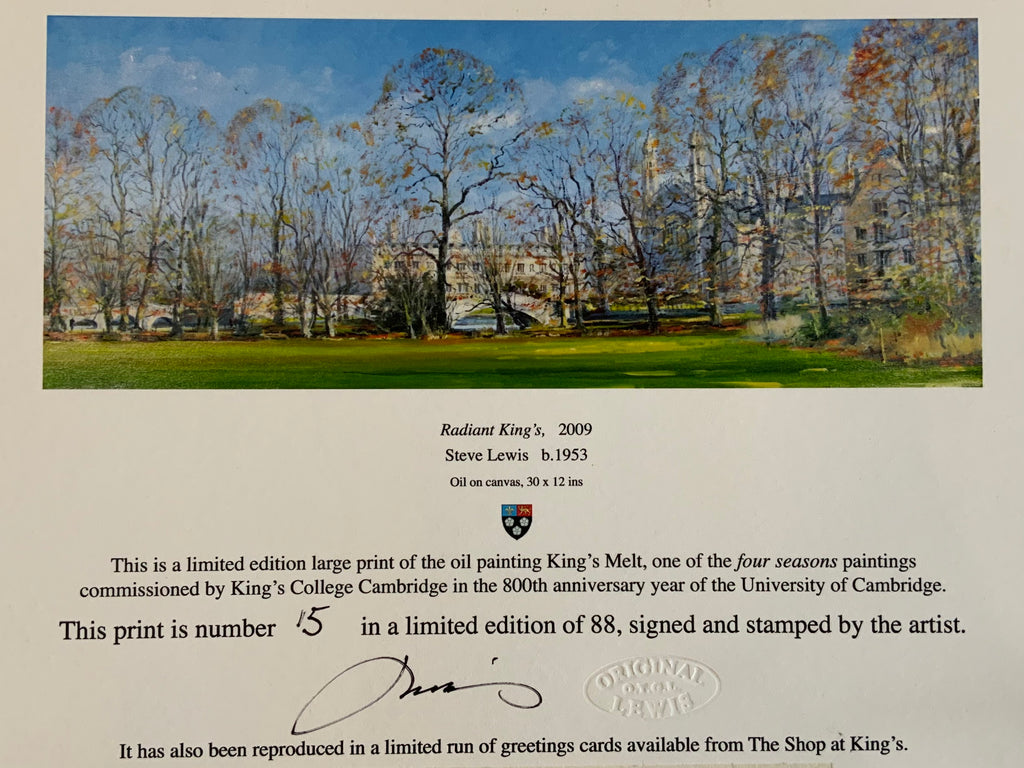 Radiant King's, 2009
Steve Lewis b.1953
Oil on canvas, 30 x 12 ins
This is a limited edition large print of the oil painting King's Melt, one of the four seasons paintings
commissioned by King's College Cambridge in the 800th anniversary year of the University of Cambridge.
This print is number 15 in a limited edition of 88, signed and stamped by the artist.
ORIGINAL
LEWIS
It has also been reproduced in a limited run of greetings cards available from The Shop at King's.